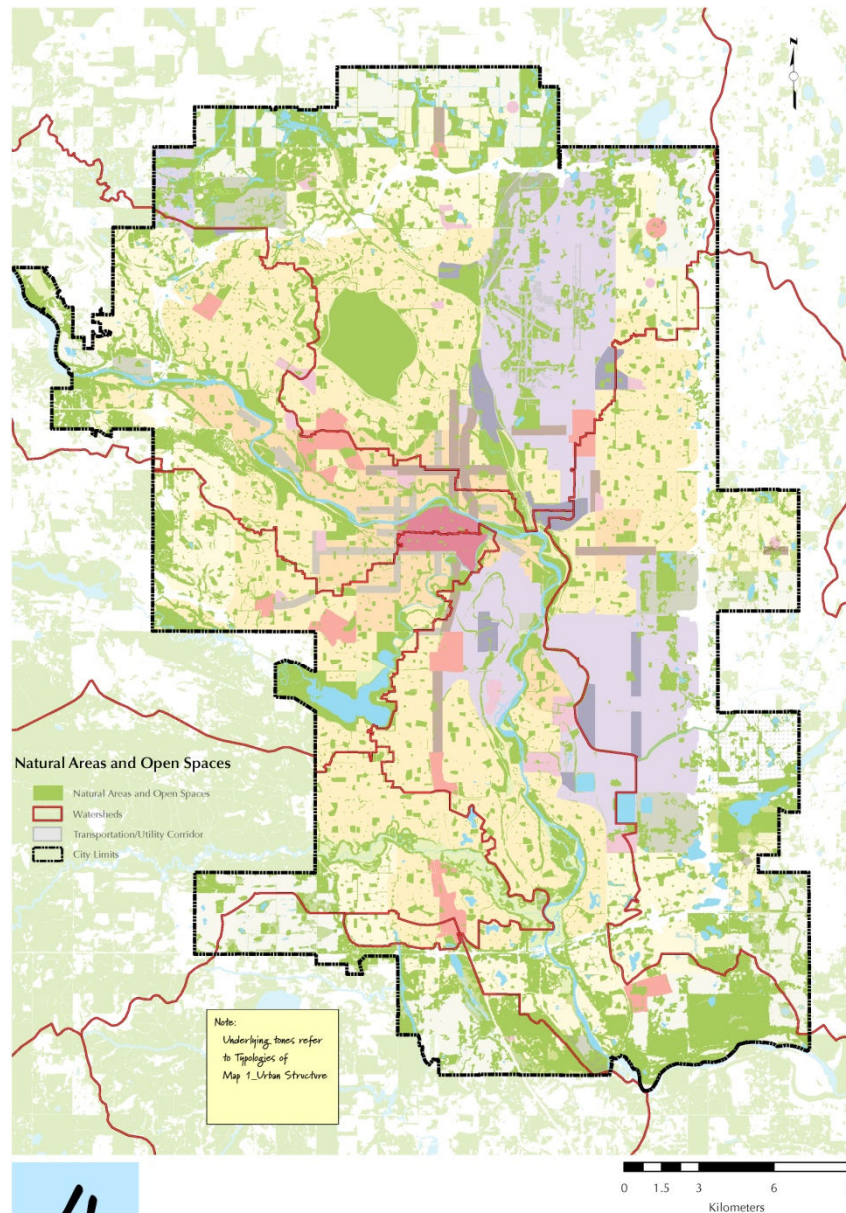 N
Natural Areas and Open Spaces
Natural Areas and Open Spaces
Watersheds
Transportation/Utility Corridor
City Limits
Note:
Underlying tones refer
to Typologies of
Map 1_Urban Structure
0 1.5 3 6
Kilometers